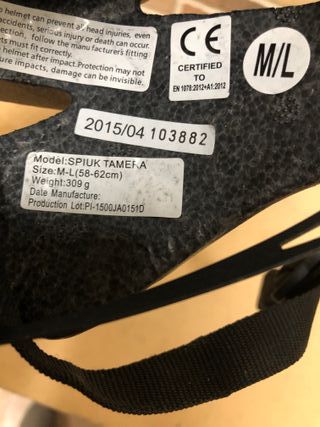 o helmet can prevent all head injuries, even
accidents, serious injury or death can occur.
rts must fit correctly.
ection, follow the manufacturers fitting
helmet after impact. Protection may not
ure impacts, damage can be invisible.
CE
CERTIFIED
TO
EN 1078:2012+A1:2012
M/L
2015/04 103882
Model:SPIUK TAMERA
Size:M-L(58-62cm)
Weight:309 g
Date Manufacture:
Production Lot:PI-1500JA0151D